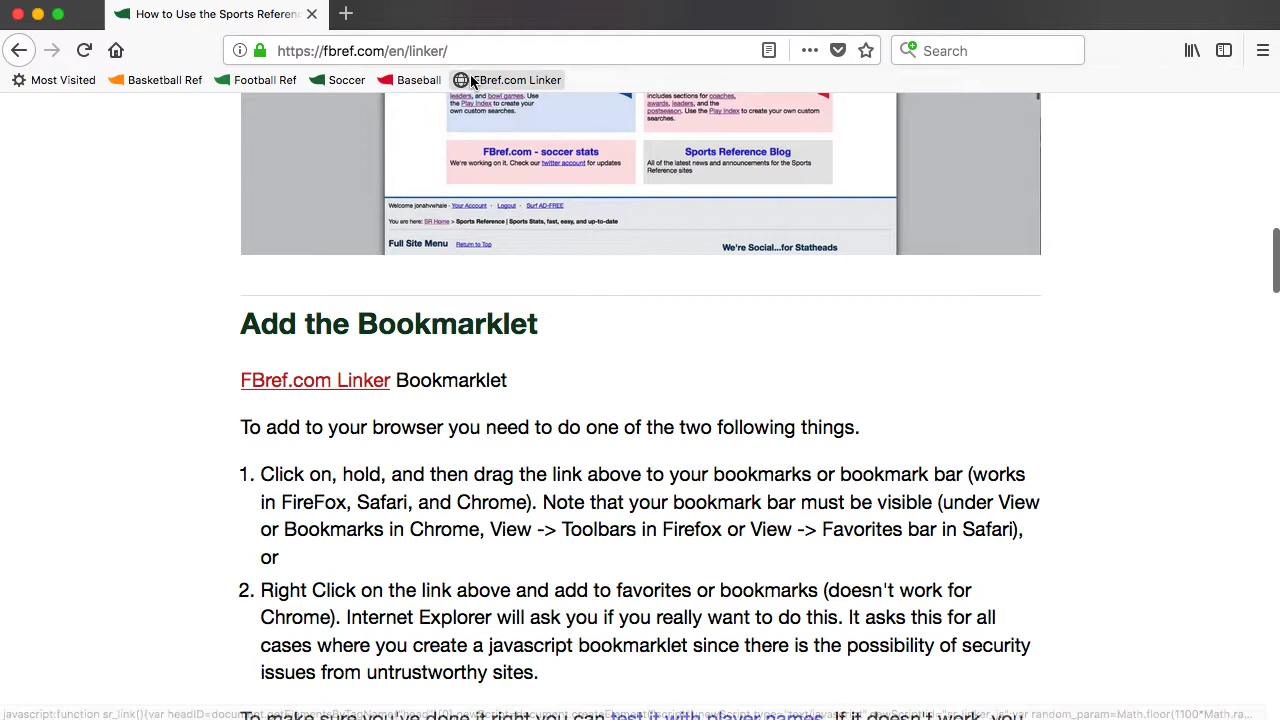 How to Use the Sports Referen
https://fbref.com/en/linker/
Search
Most Visited Basketball Ref Football Ref Soccer Baseball FBref.com Linker
leaders, and bowl games. Use
the Play Index to create your
own custom searches.
includes sections for coaches,
awards, leaders, and the
postseason. Use the Play Index to create your own custom
searches.
FBref.com - soccer stats
We're working on it. Check our twitter account for updates
Sports Reference Blog
All of the latest news and announcements for the Sports
Reference sites
Welcome jonahvwhale · Your Account · Logout · Surf AD-FREE
You are here: SR Home > Sports Reference | Sports Stats, fast, easy, and up-to-date
Full Site Menu Return to Top
We're Social...for Statheads
Add the Bookmarklet
FBref.com Linker Bookmarklet
To add to your browser you need to do one of the two following things.
1. Click on, hold, and then drag the link above to your bookmarks or bookmark bar (works
in FireFox, Safari, and Chrome). Note that your bookmark bar must be visible (under View
or Bookmarks in Chrome, View -> Toolbars in Firefox or View -> Favorites bar in Safari),
or
2. Right Click on the link above and add to favorites or bookmarks (doesn't work for
Chrome). Internet Explorer will ask you if you really want to do this. It asks this for all
cases where you create a javascript bookmarklet since there is the possibility of security
issues from untrustworthy sites.
To make sure you've done it right you can test it with player names. If it doesn't work, you